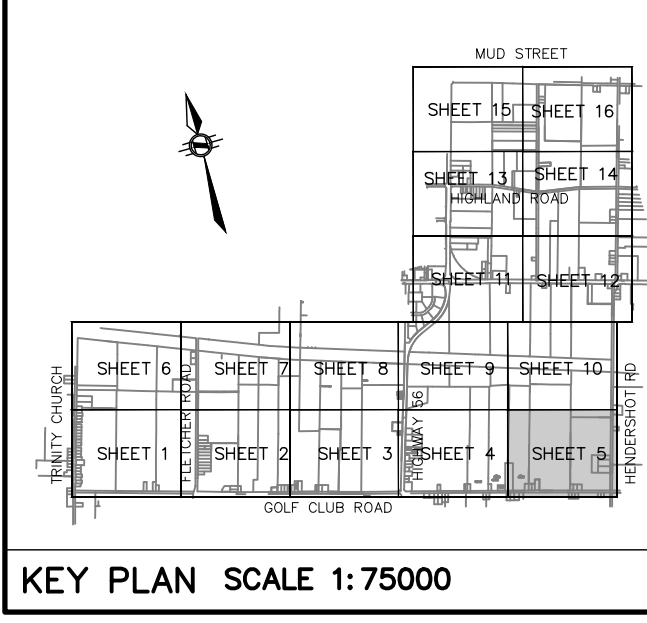 MUD STREET
SHEET 15
SHEET 16
SHEET 13
SHEET 14
HIGHLAND ROAD
SHEET 11
SHEET 12
SHEET 6
SHEET 7
SHEET 8
SHEET 9
SHEET 10
TRINITY CHURCH
FLETCHER ROAD
HIGHWAY 56
HENDERSHOT RD
SHEET 1
SHEET 2
SHEET 3
SHEET 4
SHEET 5
GOLF CLUB ROAD
KEY PLAN SCALE 1:75000